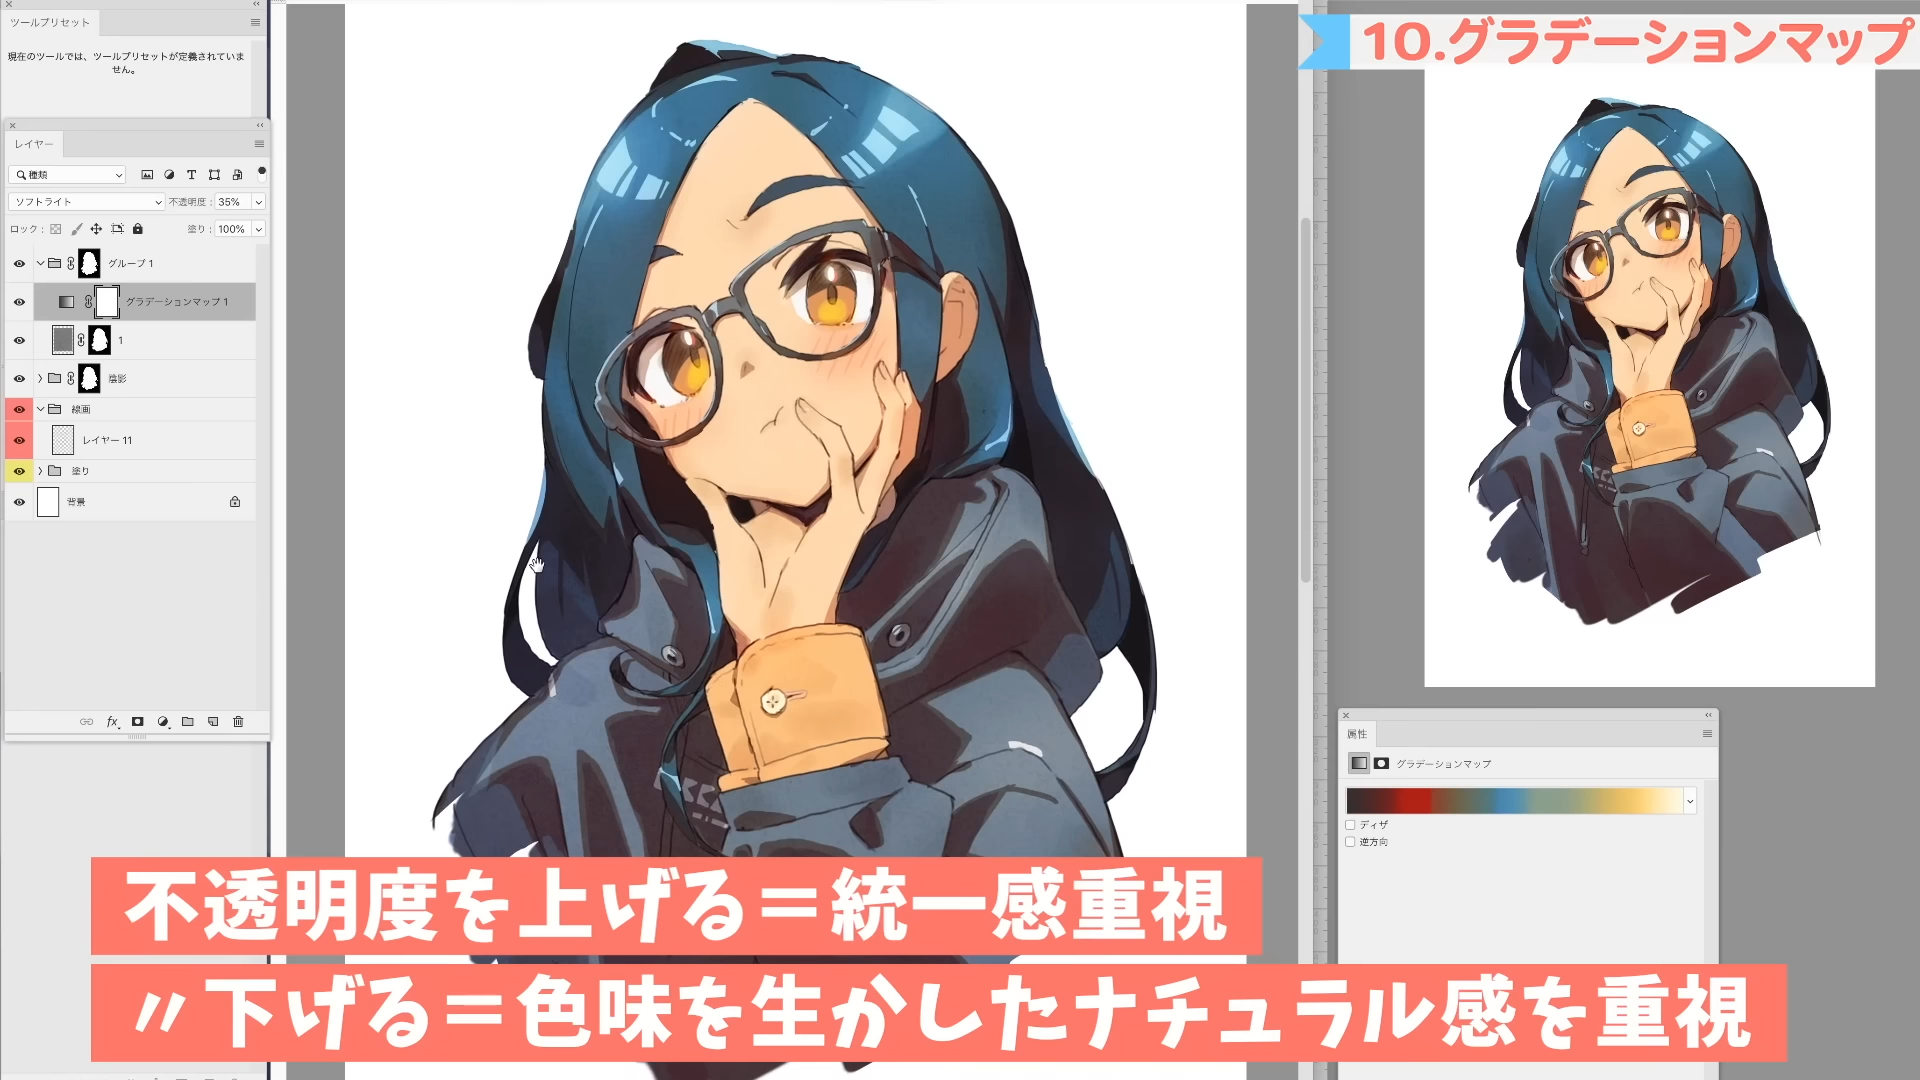 ツールプリセット
現在のツールでは、ツールプリセットが定義されていま
せん。
レイヤー
種類
ソフトライト
不透明度: 35%
ロック:
塗り: 100%
グループ 1
グラデーションマップ 1
1
陰影
線画
レイヤー 11
塗り
背景
fx
10.グラデーションマップ
属性
グラデーションマップ
ディザ
逆方向
不透明度を上げる＝統一感重視
〃下げる＝色味を生かしたナチュラル感を重視